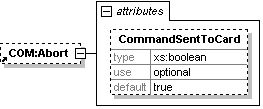 attributes
CommandSentToCard
COM:Abort
type xs:boolean
use optional
default true